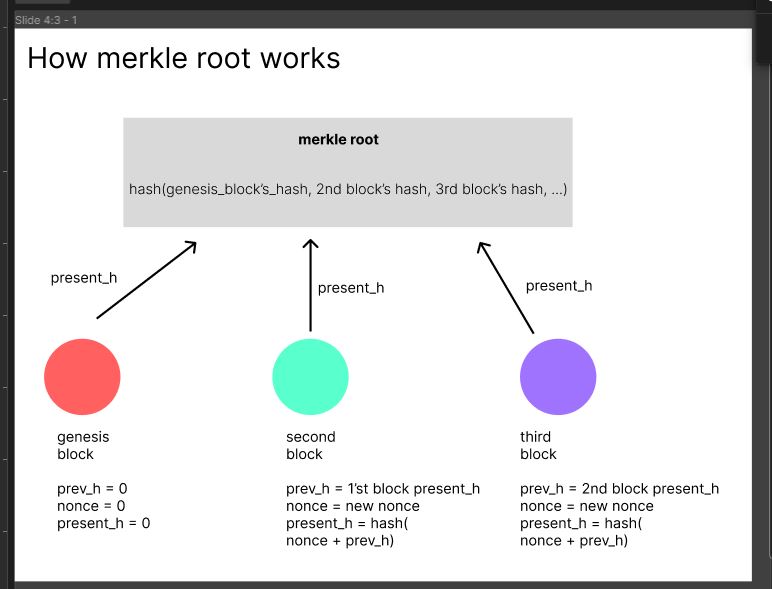 Slide 4:3 - 1
How merkle root works
merkle root
hash(genesis_block's_hash, 2nd block's hash, 3rd block's hash, ...)
present_h
present_h
present_h
genesis
block
prev_h = 0
nonce = 0
present_h = 0
second
block
prev_h = 1'st block present_h
nonce = new nonce
present_h = hash(
nonce + prev_h)
third
block
prev_h = 2nd block present_h
nonce = new nonce
present_h = hash(
nonce + prev_h)